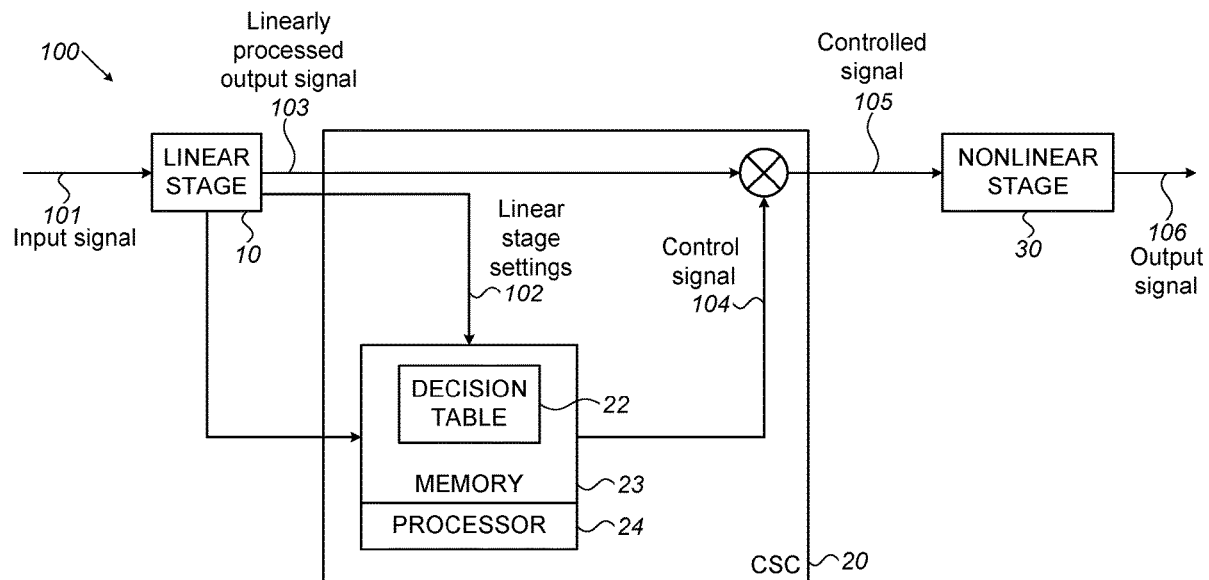 100
Linearly
processed
output signal
103
Controlled
signal
105
LINEAR
STAGE
NONLINEAR
STAGE
101
Input signal
10
Linear
stage
settings
102
Control
signal
104
30
106
Output
signal
DECISION
TABLE
22
MEMORY
23
PROCESSOR
24
CSC
20